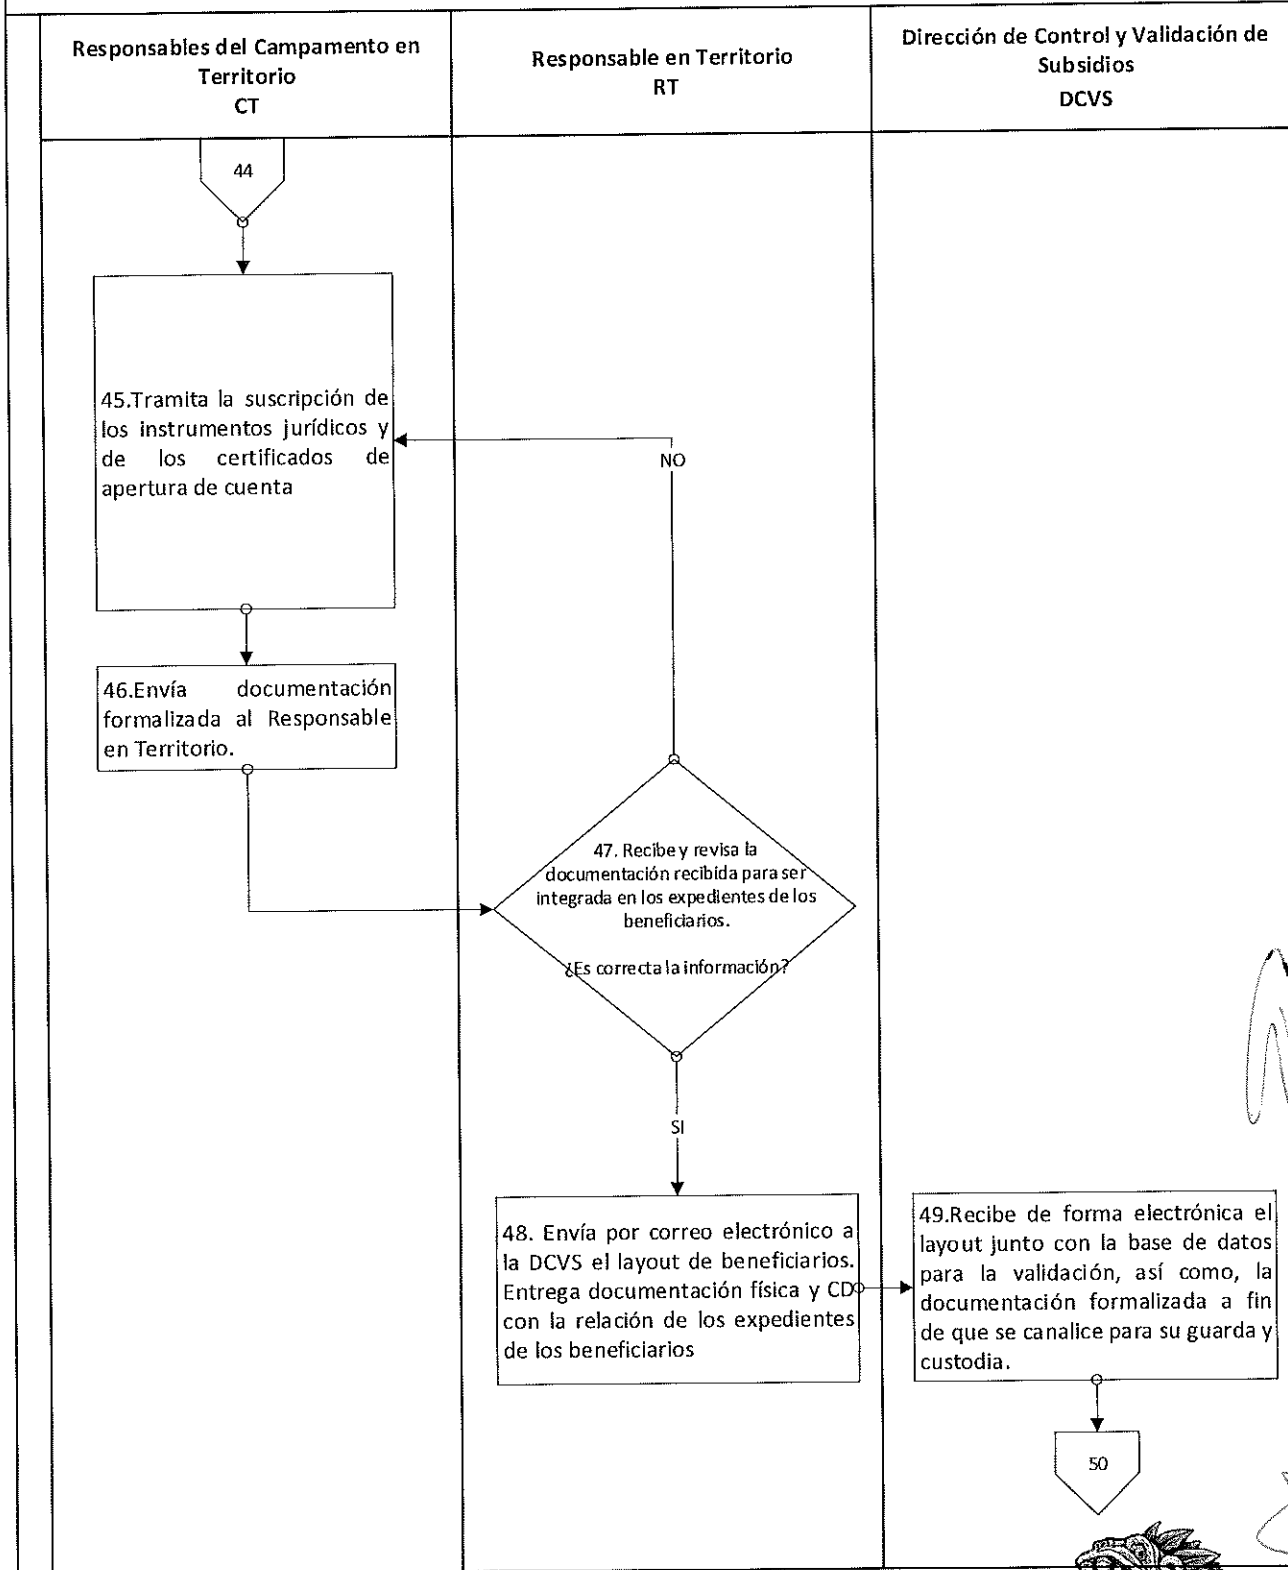 Responsables del Campamento en
Territorio
CT
Responsable en Territorio
RT
Dirección de Control y Validación de
Subsidios
DCVS
44
45.Tramita la suscripción de
los instrumentos jurídicos y
de los certificados de
apertura de cuenta
NO
46.Envía documentación
formalizada al Responsable
en Territorio.
47. Recibe y revisa la
documentación recibida para ser
integrada en los expedientes de los
beneficiarios.
¿Es correcta la información?
SI
48. Envía por correo electrónico a
la DCVS el layout de beneficiarios.
Entrega documentación física y CD
con la relación de los expedientes
de los beneficiarios
49.Recibe de forma electrónica el
layout junto con la base de datos
para la validación, así como, la
documentación formalizada a fin
de que se canalice para su guarda y
custodia.
50